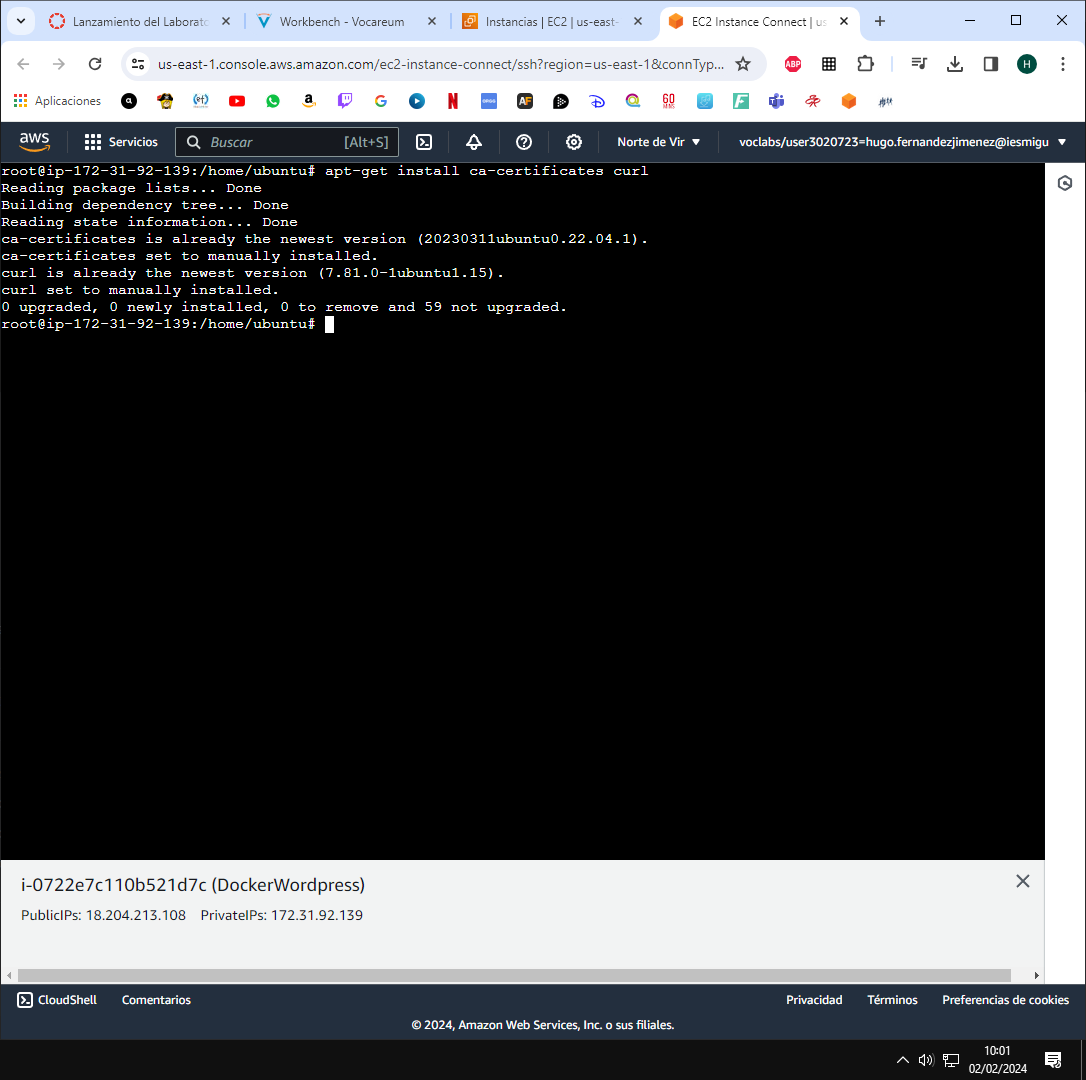 Lanzamiento del Laborato
Workbench - Vocareum
Instancias | EC2 | us-east-
EC2 Instance Connect | us
us-east-1.console.aws.amazon.com/ec2-instance-connect/ssh?region=us-east-1&connTyp...
ABP
H
Aplicaciones
aws
Servicios
Buscar
[Alt+S]
Norte de Vir
voclabs/user3020723=hugo.fernandezjimenez@iesmigu
root@ip-172-31-92-139:/home/ubuntu# apt-get install ca-certificates curl
Reading package lists... Done
Building dependency tree... Done
Reading state information... Done
ca-certificates is already the newest version (20230311ubuntu0.22.04.1).
ca-certificates set to manually installed.
curl is already the newest version (7.81.0-1ubuntu1.15).
curl set to manually installed.
0 upgraded, 0 newly installed, 0 to remove and 59 not upgraded.
root@ip-172-31-92-139:/home/ubuntu#
i-0722e7c110b521d7c (DockerWordpress)
PublicIPs: 18.204.213.108 PrivateIPs: 172.31.92.139
CloudShell
Comentarios
Privacidad
Términos
Preferencias de cookies
© 2024, Amazon Web Services, Inc. o sus filiales.
10:01
02/02/2024